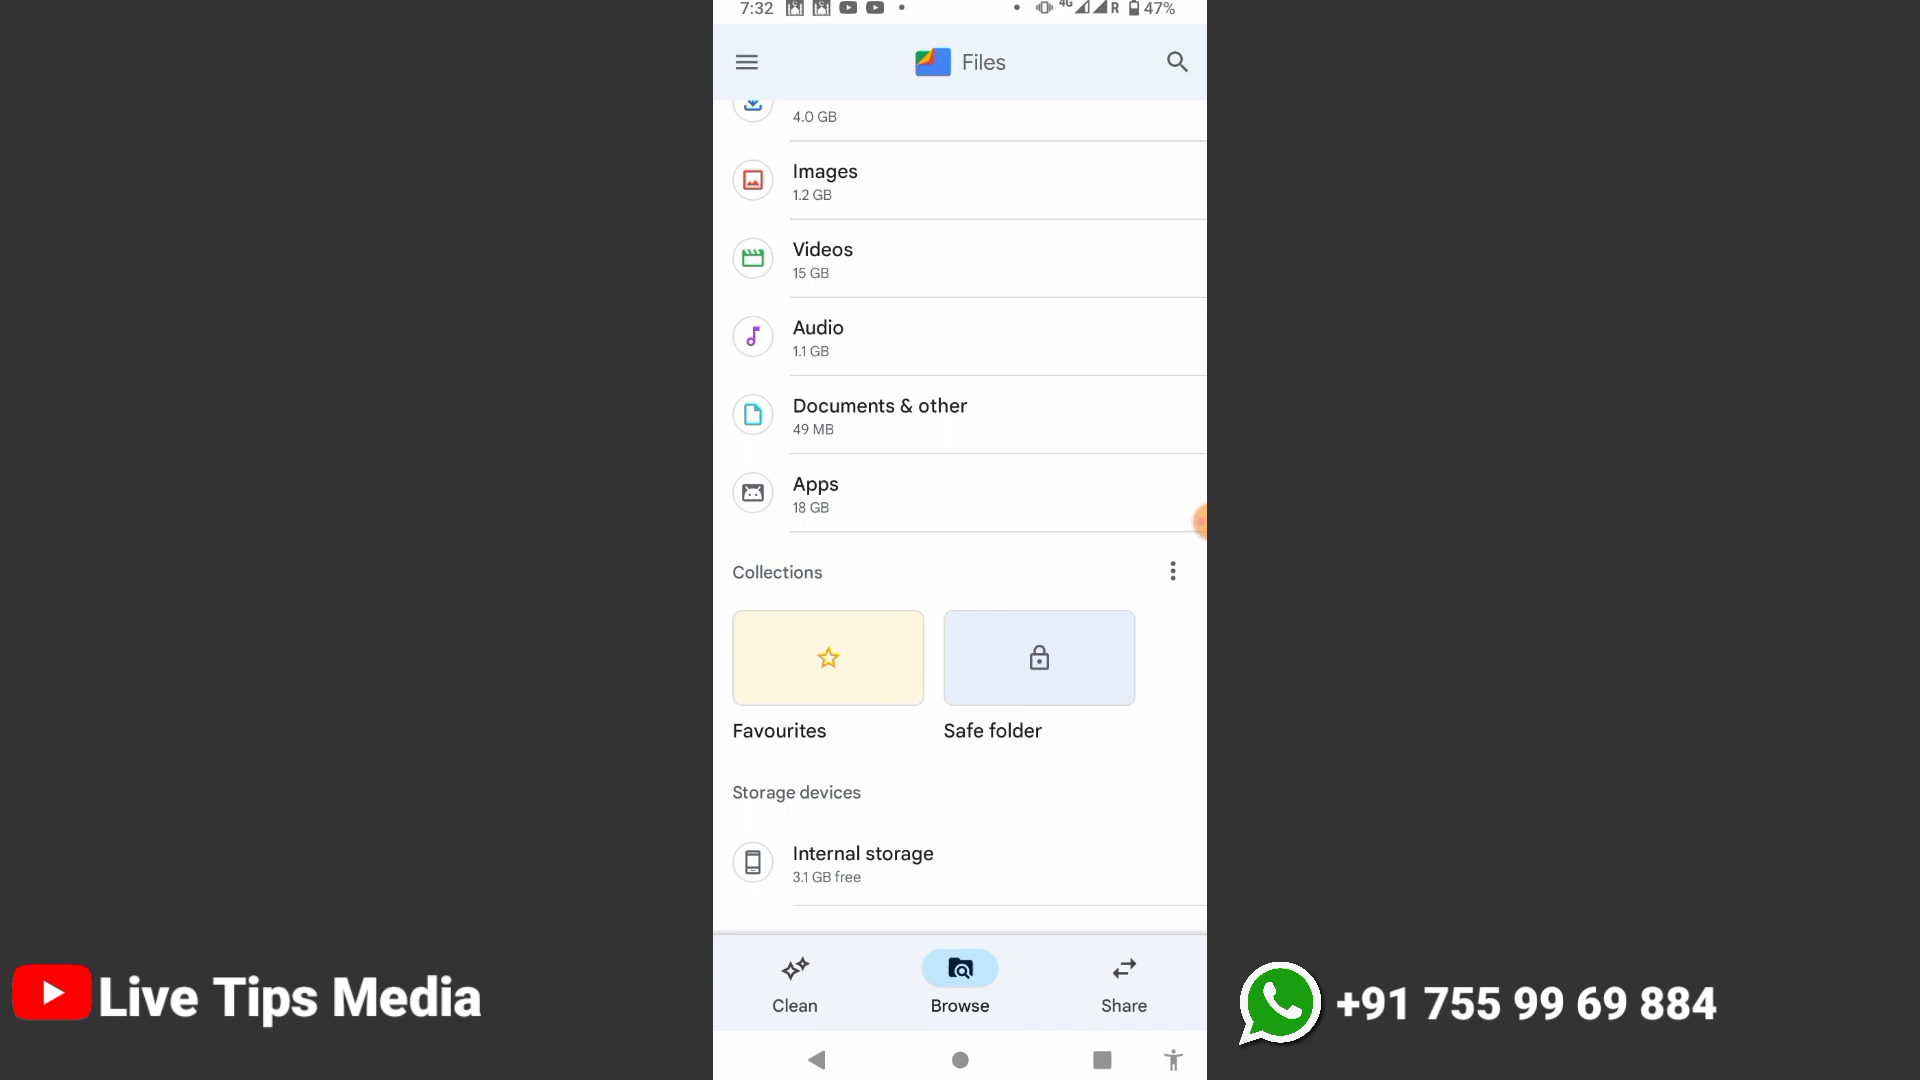 7:32
4G
R
47%
Files
4.0 GB
Images
1.2 GB
Videos
15 GB
Audio
1.1 GB
Documents & other
49 MB
Apps
18 GB
Collections
Favourites
Safe folder
Storage devices
Internal storage
3.1 GB free
Clean
Browse
Share
Live Tips Media
+91 755 99 69 884